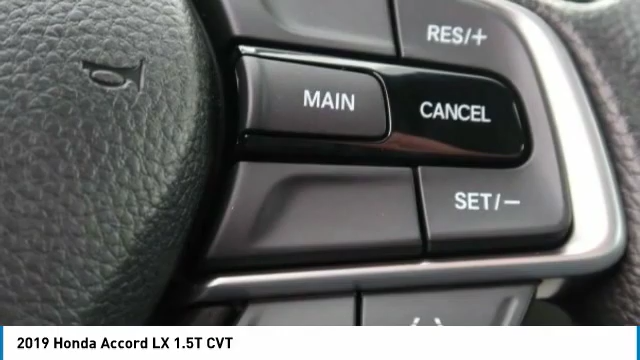 RES/+
MAIN
CANCEL
SET/−
2019 Honda Accord LX 1.5T CVT